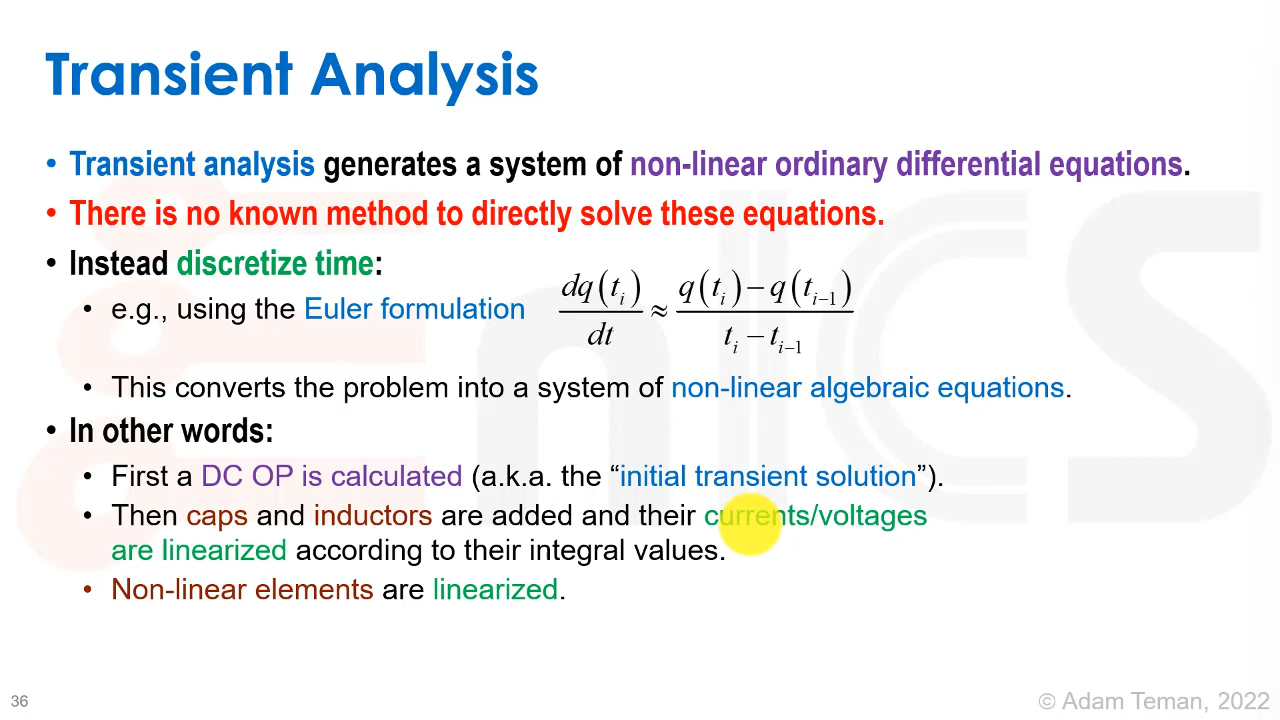 Transient Analysis
• Transient analysis generates a system of non-linear ordinary differential equations.
• There is no known method to directly solve these equations.
• Instead discretize time:
• e.g., using the Euler formulation dq(t_i)/dt ≈ (q(t_i) − q(t_{i−1}))/(t_i − t_{i−1})
• This converts the problem into a system of non-linear algebraic equations.
• In other words:
• First a DC OP is calculated (a.k.a. the “initial transient solution”).
• Then caps and inductors are added and their currents/voltages
are linearized according to their integral values.
• Non-linear elements are linearized.
36
© Adam Teman, 2022